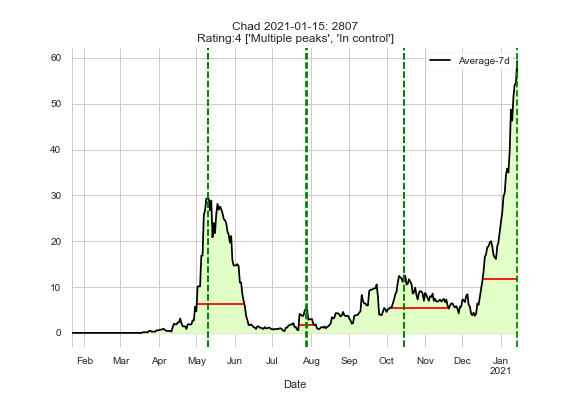 Chad 2021-01-15: 2807
Rating:4 ['Multiple peaks', 'In control']
Average-7d
60
50
40
30
20
10
0
Feb Mar Apr May Jun Jul Aug Sep Oct Nov Dec Jan
2021
Date